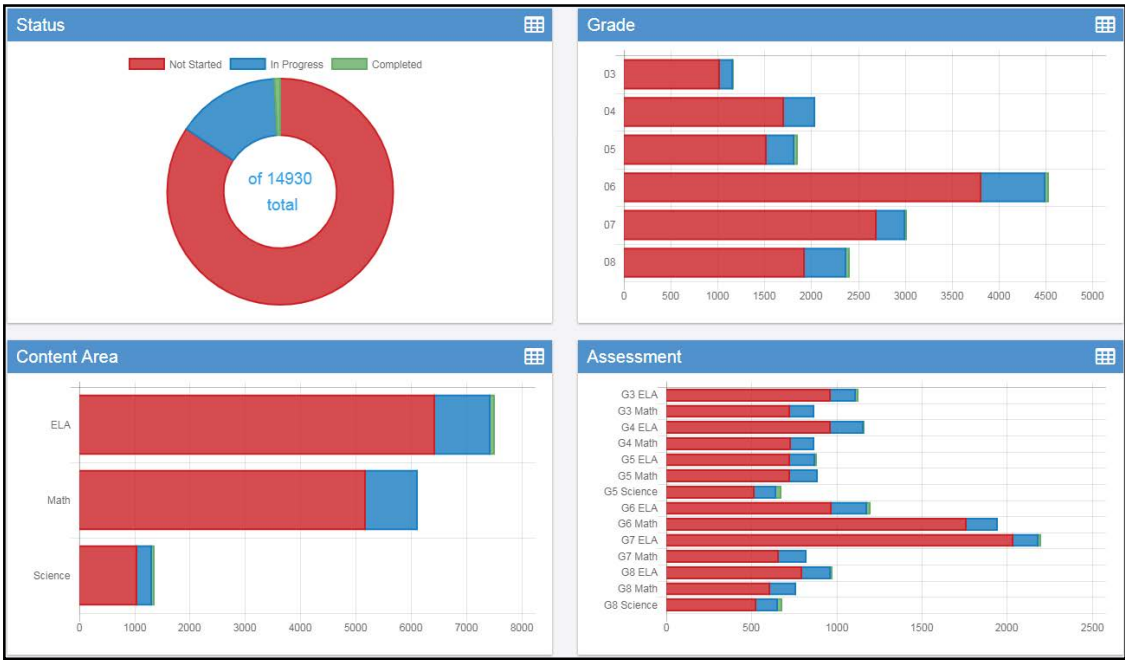 Status
Not Started In Progress Completed
of 14930
total
Grade
03
04
05
06
07
08
0 500 1000 1500 2000 2500 3000 3500 4000 4500 5000
Content Area
ELA
Math
Science
0 1000 2000 3000 4000 5000 6000 7000 8000
Assessment
G3 ELA
G3 Math
G4 ELA
G4 Math
G5 ELA
G5 Math
G5 Science
G6 ELA
G6 Math
G7 ELA
G7 Math
G8 ELA
G8 Math
G8 Science
0 500 1000 1500 2000 2500